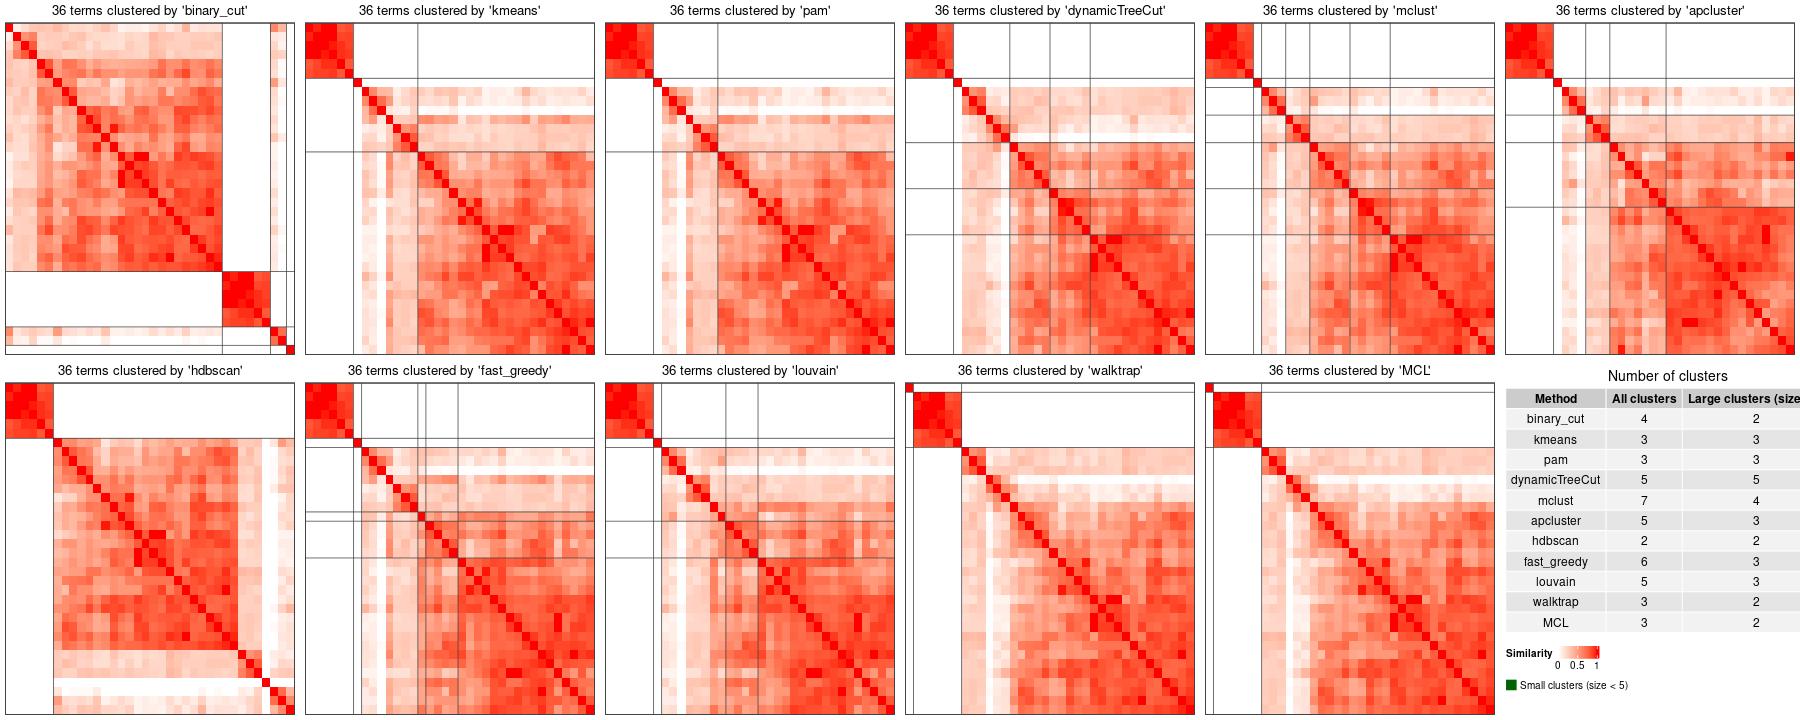 36 terms clustered by 'binary_cut'
36 terms clustered by 'kmeans'
36 terms clustered by 'pam'
36 terms clustered by 'dynamicTreeCut'
36 terms clustered by 'mclust'
36 terms clustered by 'apcluster'
36 terms clustered by 'hdbscan'
36 terms clustered by 'fast_greedy'
36 terms clustered by 'louvain'
36 terms clustered by 'walktrap'
36 terms clustered by 'MCL'
Number of clusters
Method All clusters Large clusters (size
binary_cut 4 2
kmeans 3 3
pam 3 3
dynamicTreeCut 5 5
mclust 7 4
apcluster 5 3
hdbscan 2 2
fast_greedy 6 3
louvain 5 3
walktrap 3 2
MCL 3 2
Similarity
0 0.5 1
Small clusters (size < 5)